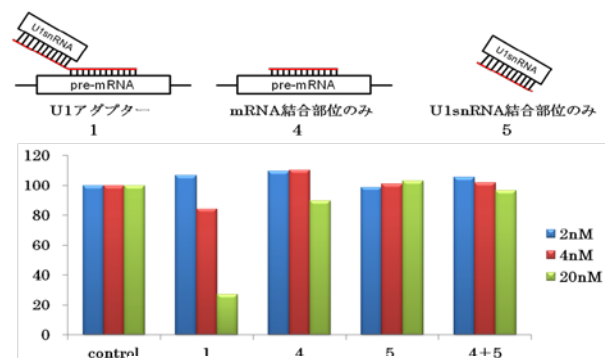 U1snRNA
U1snRNA
pre-mRNA
pre-mRNA
U1アダプター
mRNA結合部位のみ
U1snRNA結合部位のみ
1
4
5
120
100
80
60
40
20
0
2nM
4nM
20nM
control
1
4
5
4+5